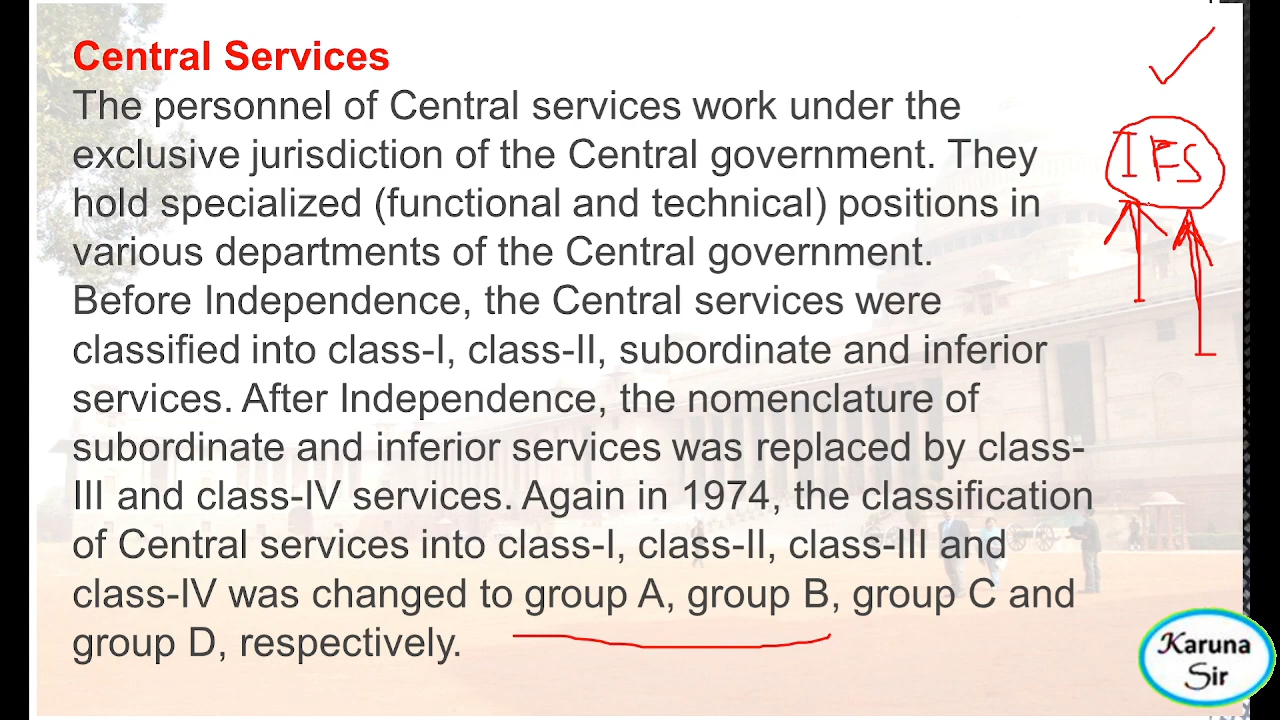 Central Services
The personnel of Central services work under the
exclusive jurisdiction of the Central government. They
hold specialized (functional and technical) positions in
various departments of the Central government.
Before Independence, the Central services were
classified into class-I, class-II, subordinate and inferior
services. After Independence, the nomenclature of
subordinate and inferior services was replaced by class-
III and class-IV services. Again in 1974, the classification
of Central services into class-I, class-II, class-III and
class-IV was changed to group A, group B, group C and
group D, respectively.
IFS
Karuna
Sir